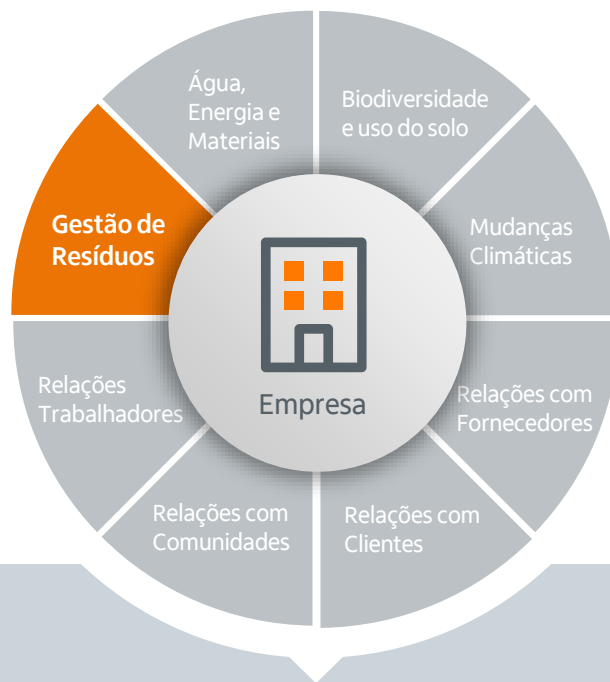 Água,
Energia e
Materiais
Biodiversidade
e uso do solo
Gestão de
Resíduos
Mudanças
Climáticas
Empresa
Relações
Trabalhadores
Relações com
Fornecedores
Relações com
Comunidades
Relações com
Clientes